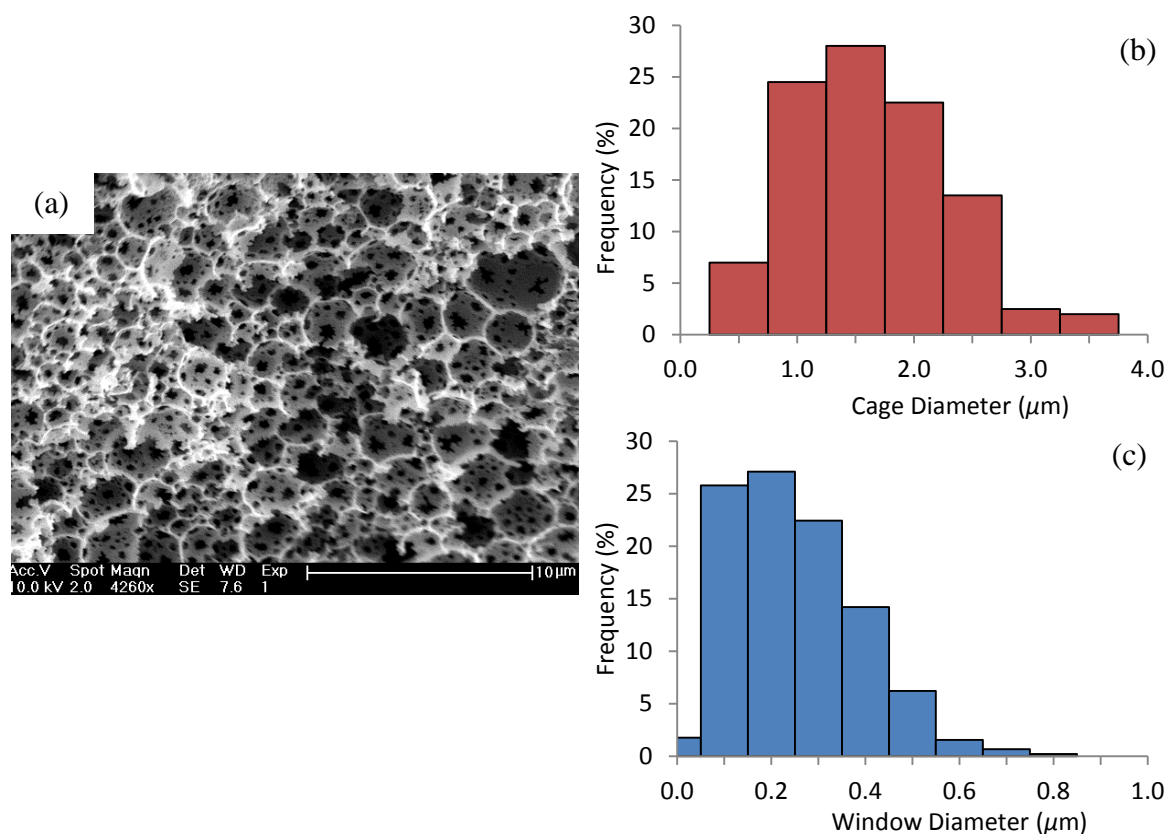 (a)
Acc.V Spot Magn Det WD Exp
10.0 kV 2.0 4260x SE 7.6 1
10 µm
(b)
30
25
20
15
10
5
0
Frequency (%)
0.0 1.0 2.0 3.0 4.0
Cage Diameter (µm)
(c)
30
25
20
15
10
5
0
Frequency (%)
0.0 0.2 0.4 0.6 0.8 1.0
Window Diameter (µm)